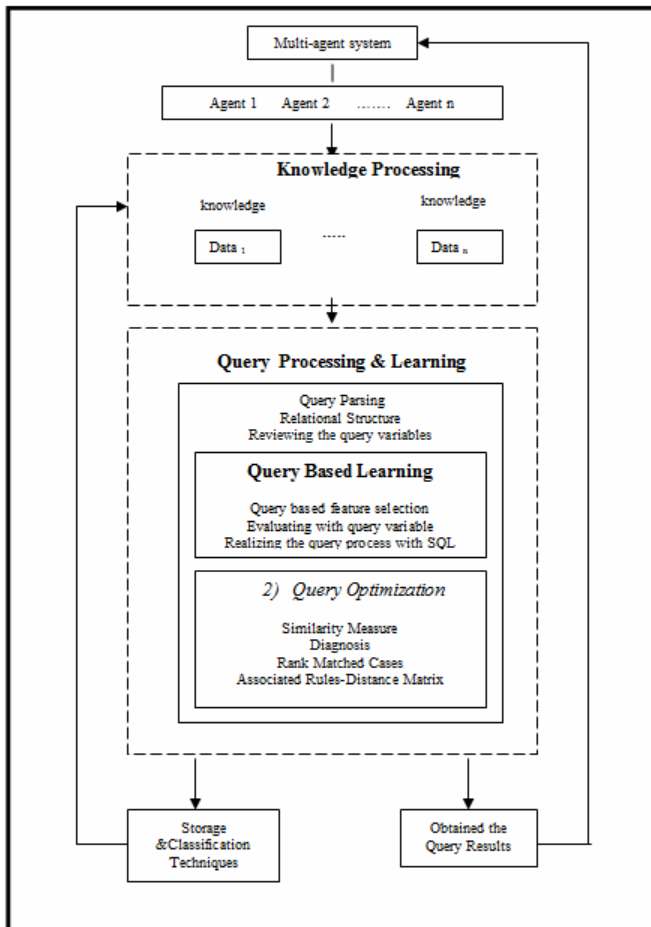 Multi-agent system
Agent 1 Agent 2 ....... Agent n
Knowledge Processing
knowledge knowledge
.....
Data 1 Data n
Query Processing & Learning
Query Parsing
Relational Structure
Reviewing the query variables
Query Based Learning
Query based feature selection
Evaluating with query variable
Realizing the query process with SQL
2) Query Optimization
Similarity Measure
Diagnosis
Rank Matched Cases
Associated Rules-Distance Matrix
Storage
&Classification
Techniques
Obtained the
Query Results